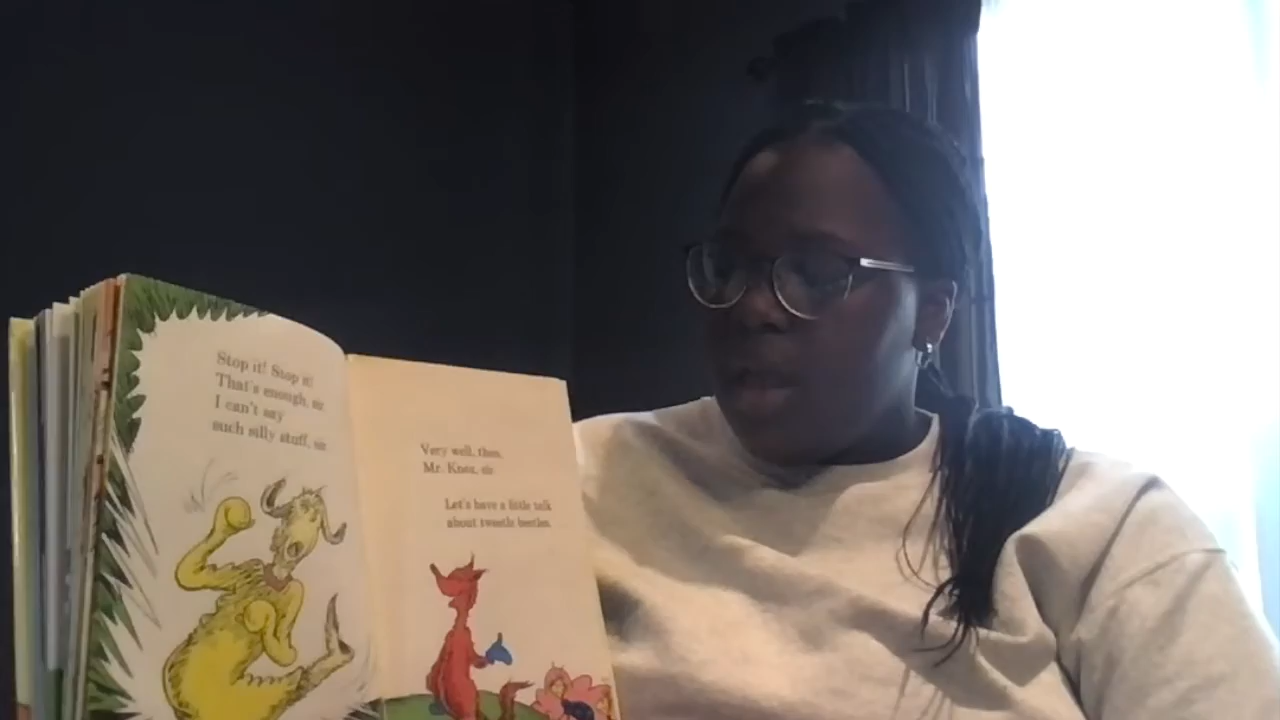 Stop it! Stop it!
That's enough, sir.
I can't say
such silly stuff, sir.
Very well, then,
Mr. Knox, sir.
Let's have a little talk
about tweetle beetles.